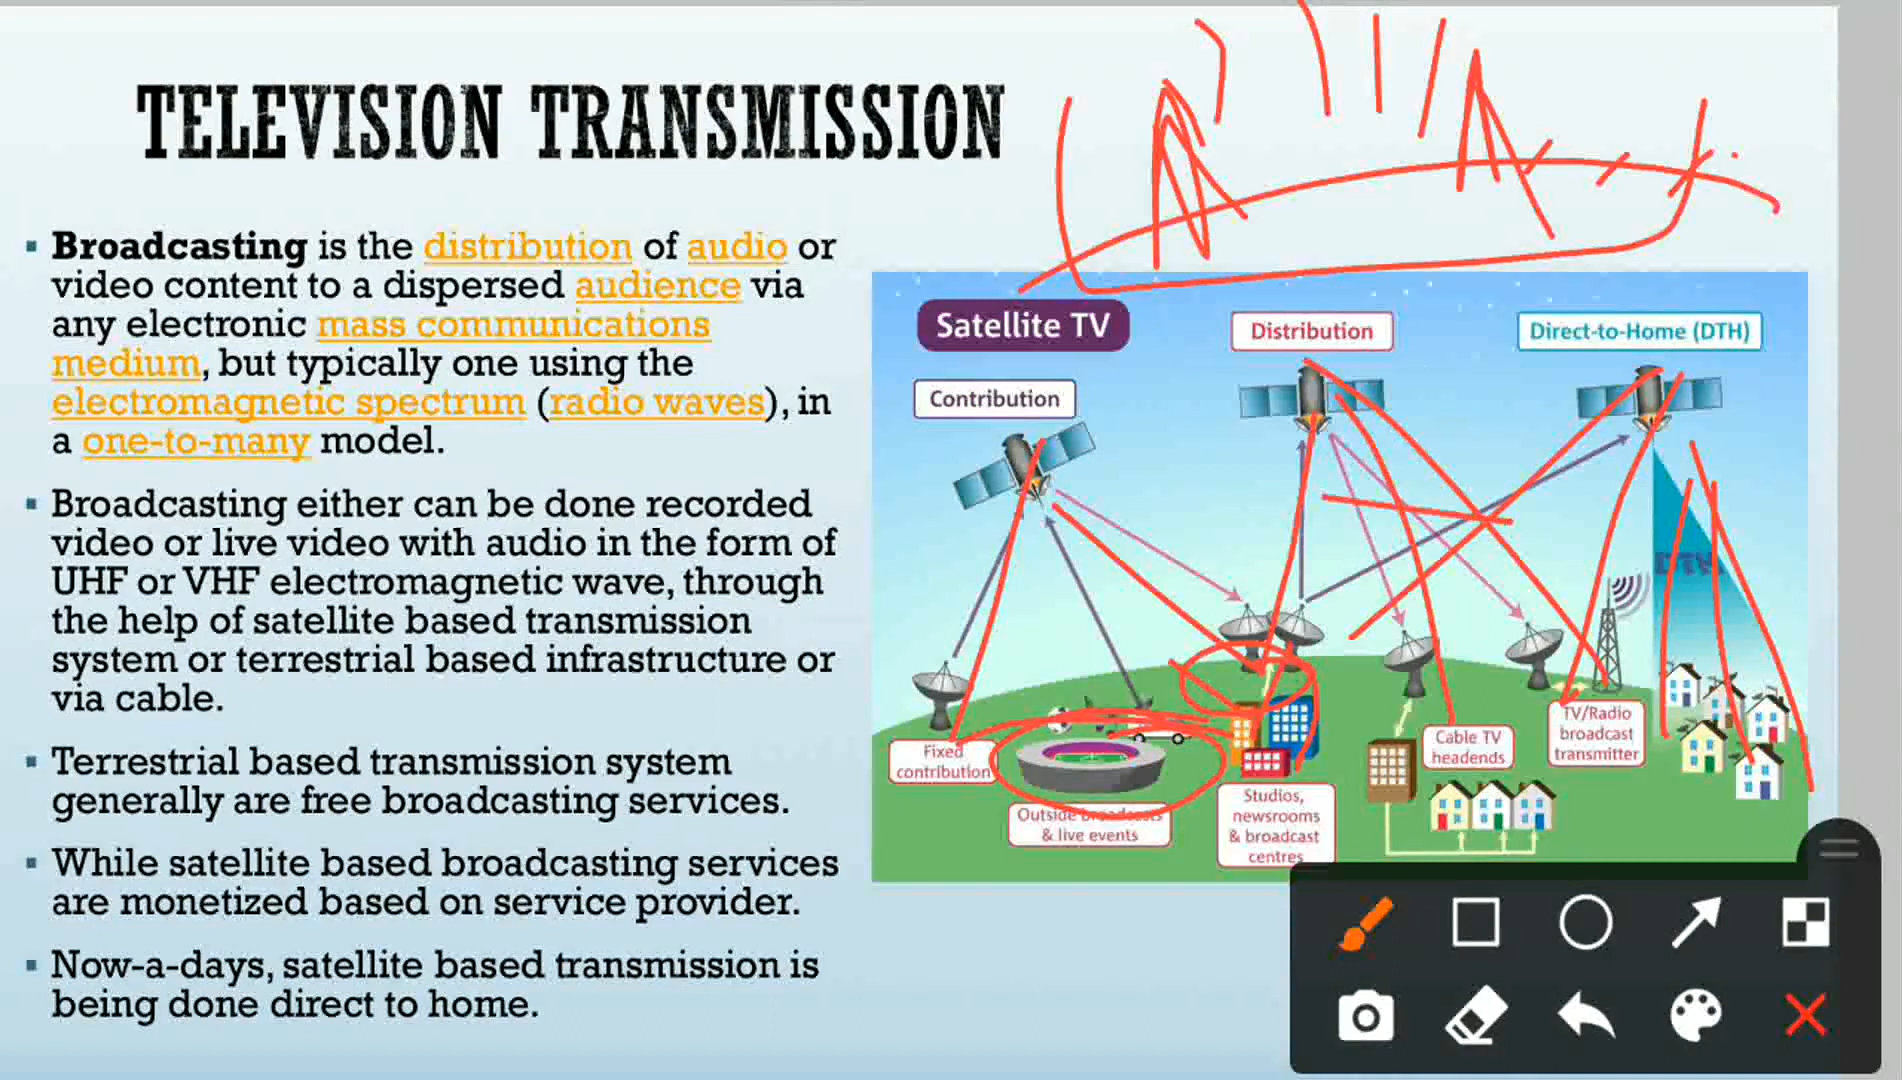 TELEVISION TRANSMISSION
▪ Broadcasting is the distribution of audio or
video content to a dispersed audience via
any electronic mass communications
medium, but typically one using the
electromagnetic spectrum (radio waves), in
a one-to-many model.
▪ Broadcasting either can be done recorded
video or live video with audio in the form of
UHF or VHF electromagnetic wave, through
the help of satellite based transmission
system or terrestrial based infrastructure or
via cable.
▪ Terrestrial based transmission system
generally are free broadcasting services.
▪ While satellite based broadcasting services
are monetized based on service provider.
▪ Now-a-days, satellite based transmission is
being done direct to home.
Satellite TV
Contribution
Distribution
Direct-to-Home (DTH)
DTH
Fixed
contribution
Outside broadcasts
& live events
Studios,
newsrooms
& broadcast
centres
Cable TV
headends
TV/Radio
broadcast
transmitter